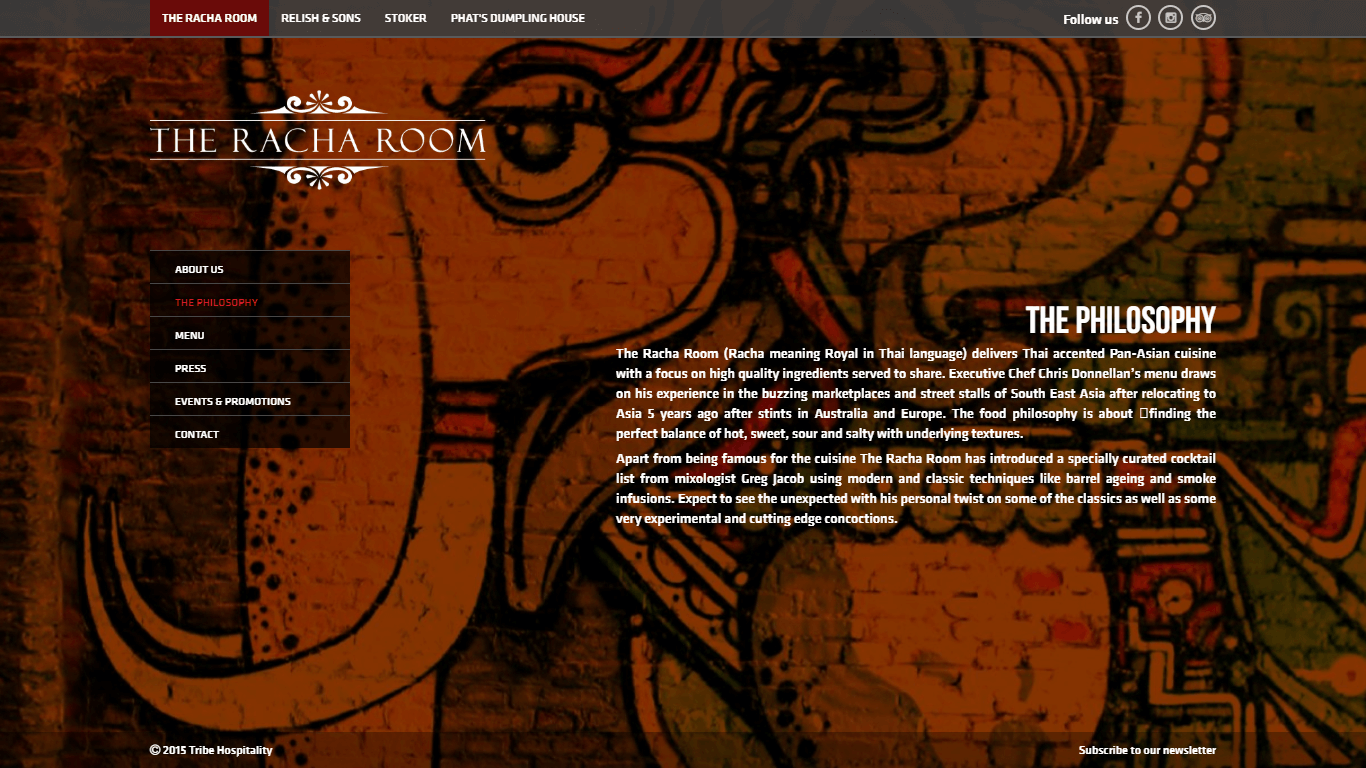 THE RACHA ROOM RELISH & SONS STOKER PHAT'S DUMPLING HOUSE Follow us
THE RACHA ROOM
ABOUT US
THE PHILOSOPHY
MENU
PRESS
EVENTS & PROMOTIONS
CONTACT
THE PHILOSOPHY
The Racha Room (Racha meaning Royal in Thai language) delivers Thai accented Pan-Asian cuisine
with a focus on high quality ingredients served to share. Executive Chef Chris Donnellan's menu draws
on his experience in the buzzing marketplaces and street stalls of South East Asia after relocating to
Asia 5 years ago after stints in Australia and Europe. The food philosophy is about finding the
perfect balance of hot, sweet, sour and salty with underlying textures.
Apart from being famous for the cuisine The Racha Room has introduced a specially curated cocktail
list from mixologist Greg Jacob using modern and classic techniques like barrel ageing and smoke
infusions. Expect to see the unexpected with his personal twist on some of the classics as well as some
very experimental and cutting edge concoctions.
© 2015 Tribe Hospitality Subscribe to our newsletter